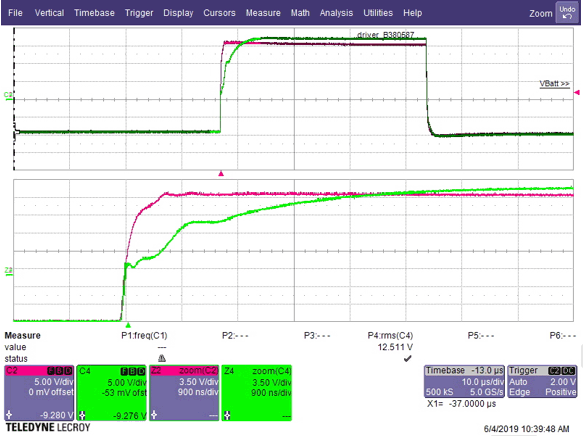 File Vertical Timebase Trigger Display Cursors Measure Math Analysis Utilities Help Zoom Undo
driver_B380587
VBatt >>
C2
Z2
Measure P1:freq(C1) P2:- - - P3:- - - P4:rms(C4) P5:- - - P6:- - -
value --- 12.511 V
status
C2 FBD C4 FBD Z2 zoom(C2) Z4 zoom(C4)
5.00 V/div 5.00 V/div 3.50 V/div 3.50 V/div
0 mV offset -53 mV ofst 900 ns/div 900 ns/div
-9.280 V -9.276 V --- ---
Timebase -13.0 µs Trigger C2 DC
10.0 µs/div Auto 2.00 V
500 kS 5.0 GS/s Edge Positive
X1= -37.0000 µs
TELEDYNE LECROY
6/4/2019 10:39:48 AM